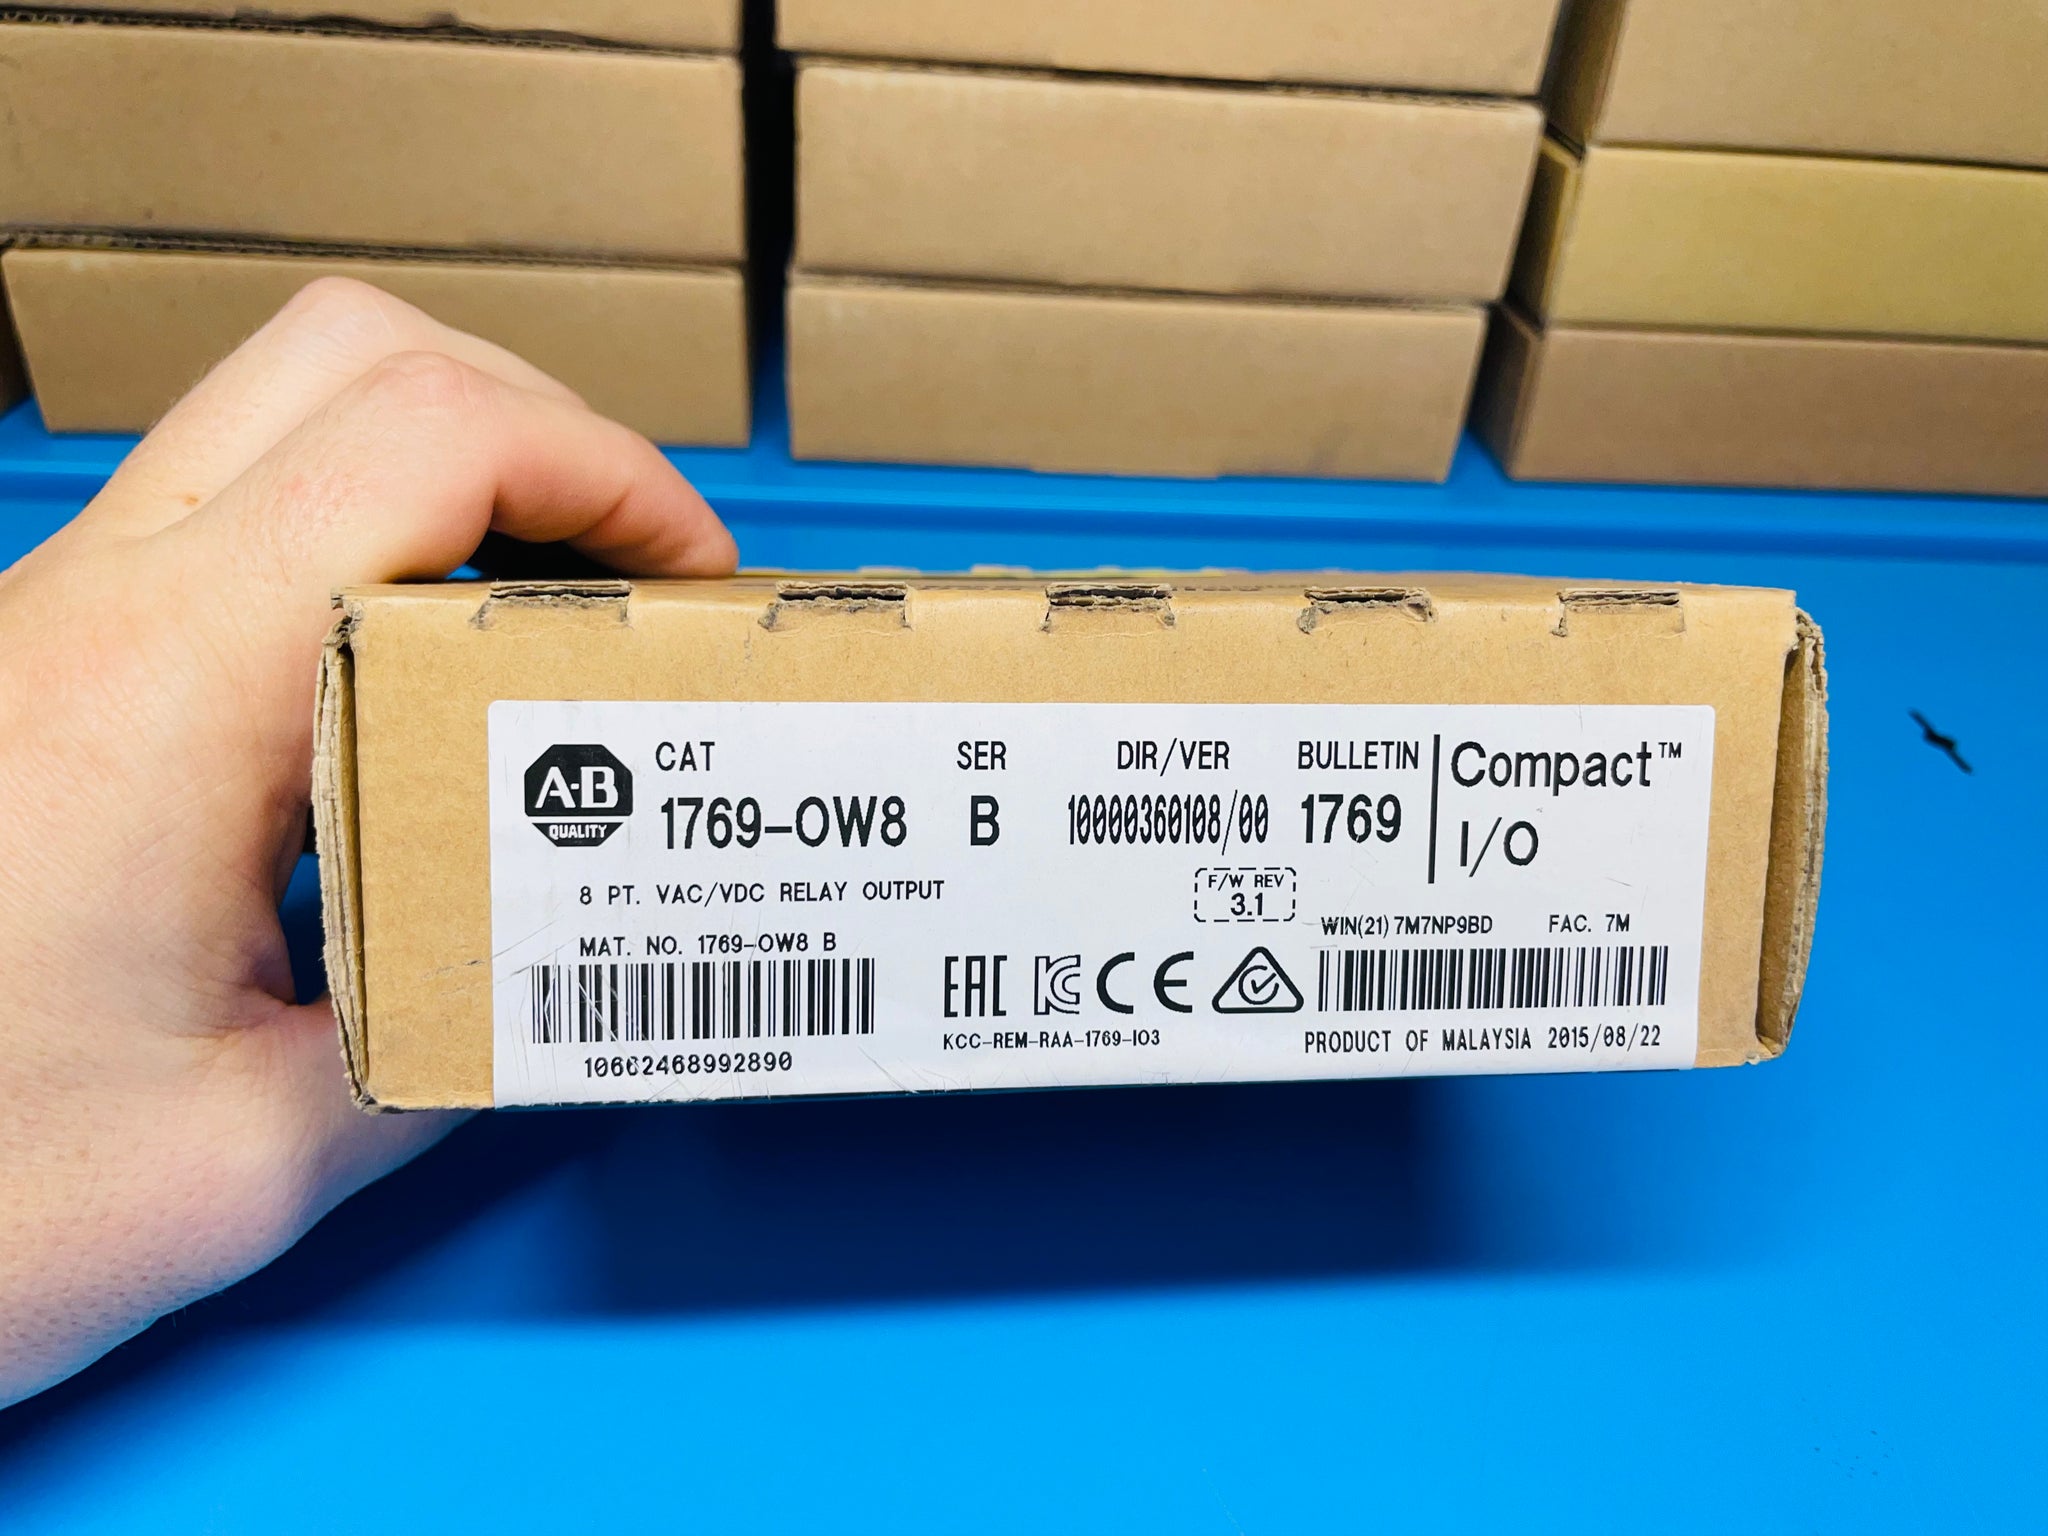 A-B
QUALITY
CAT
1769-OW8
SER
B
DIR/VER
10000360108/00
BULLETIN
1769
Compact™
I/O
8 PT. VAC/VDC RELAY OUTPUT
F/W REV
3.1
MAT. NO. 1769-OW8 B
10662468992890
EAC KC CE
KCC-REM-RAA-1769-IO3
WIN(21) 7M7NP9BD FAC. 7M
PRODUCT OF MALAYSIA 2015/08/22